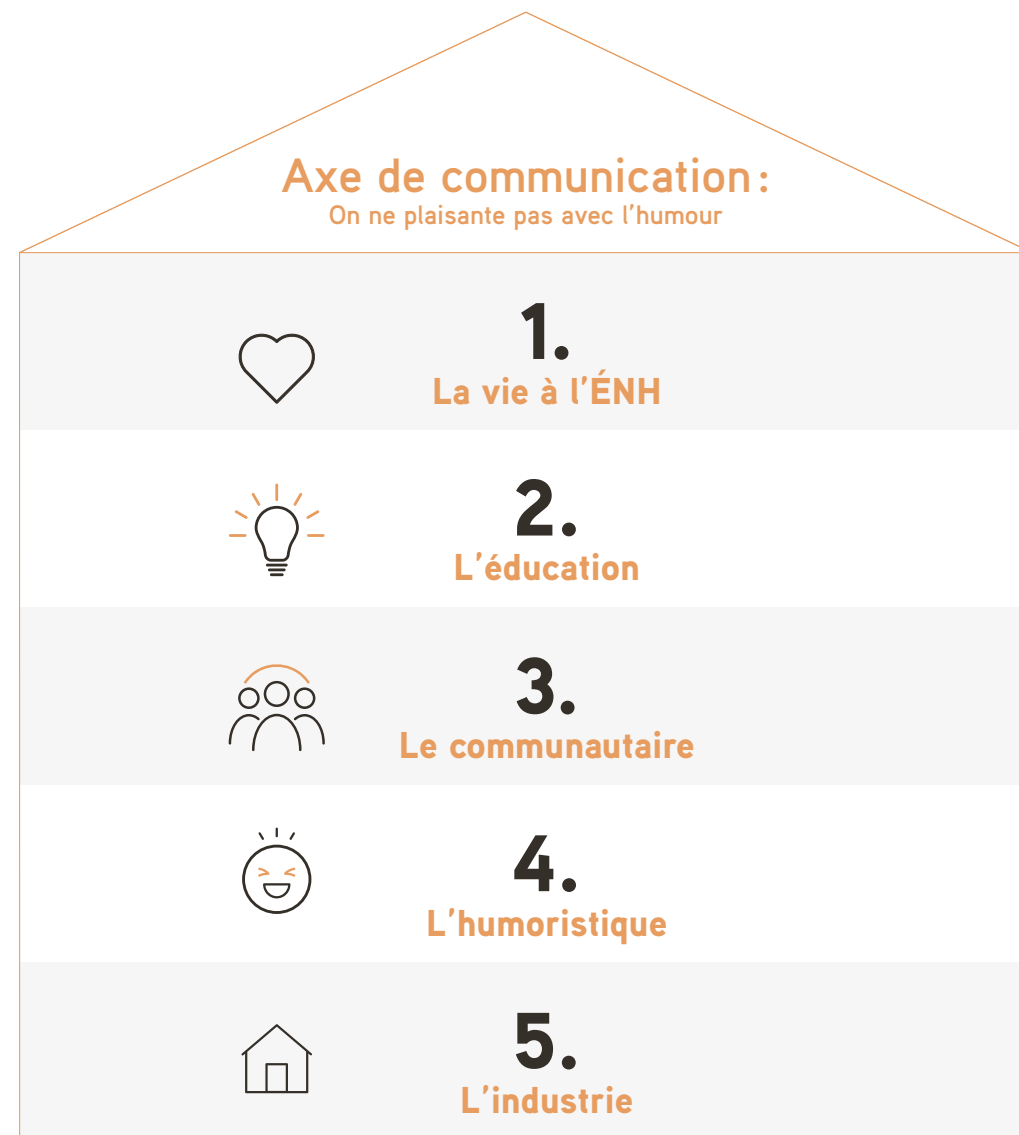 Axe de communication :
On ne plaisante pas avec l'humour
1.
La vie à l'ÉNH
2.
L'éducation
3.
Le communautaire
4.
L'humoristique
5.
L'industrie